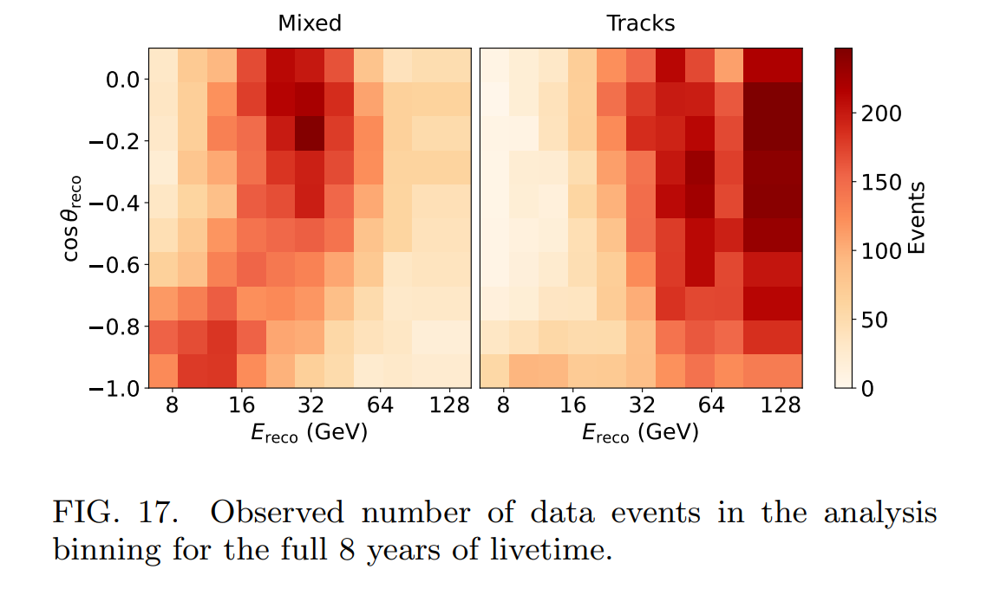 Mixed
Tracks
0.0
−0.2
−0.4
−0.6
−0.8
−1.0
cos θreco
8 16 32 64 128
Ereco (GeV)
8 16 32 64 128
Ereco (GeV)
200
150
100
50
0
Events
FIG. 17. Observed number of data events in the analysis
binning for the full 8 years of livetime.